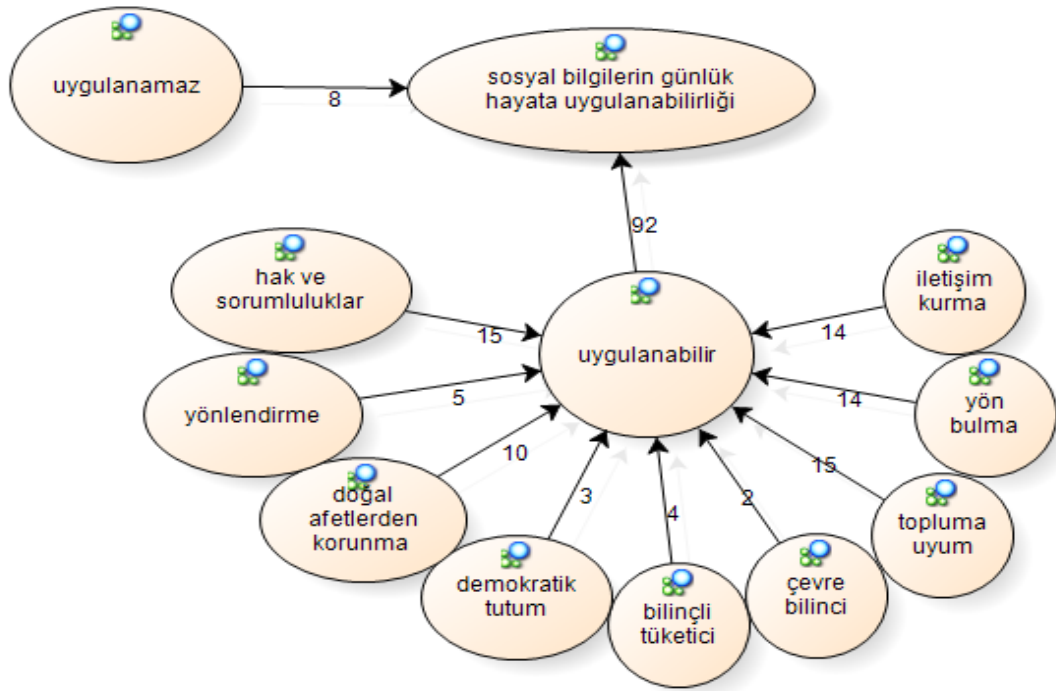 uygulanamaz
8
sosyal bilgilerin günlük
hayata uygulanabilirliği
92
hak ve
sorumluluklar
15
uygulanabilir
iletişim
kurma
14
yönlendirme
5
yön
bulma
14
doğal
afetlerden
korunma
10
topluma
uyum
15
demokratik
tutum
3
bilinçli
tüketici
4
çevre
bilinci
2